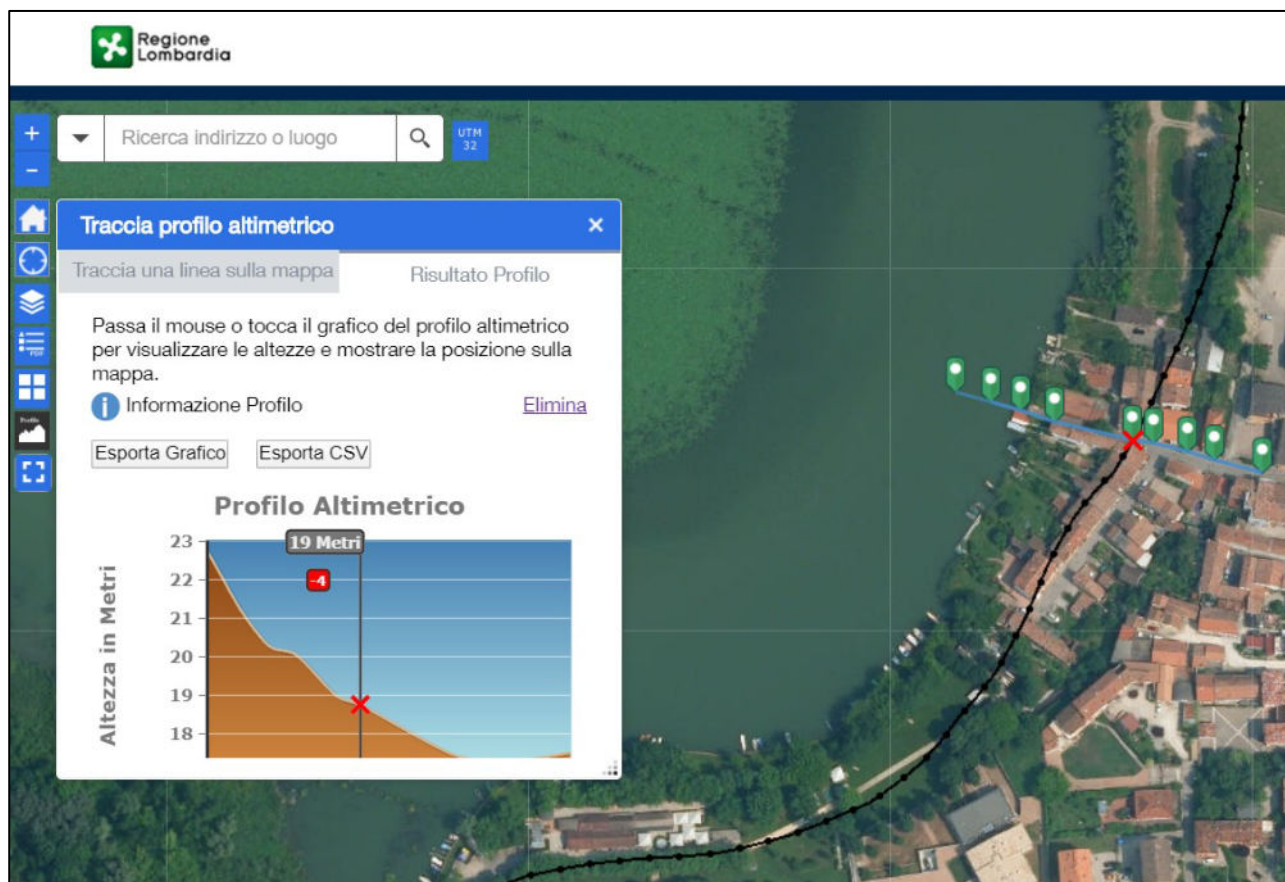 Regione
Lombardia
+
Ricerca indirizzo o luogo
UTM
32
−
Traccia profilo altimetrico
×
Traccia una linea sulla mappa
Risultato Profilo
Passa il mouse o tocca il grafico del profilo altimetrico
per visualizzare le altezze e mostrare la posizione sulla
mappa.
i Informazione Profilo
Elimina
PDF
Profilo
Esporta Grafico
Esporta CSV
Profilo Altimetrico
Altezza in Metri
23
22
21
20
19
18
19 Metri
-4